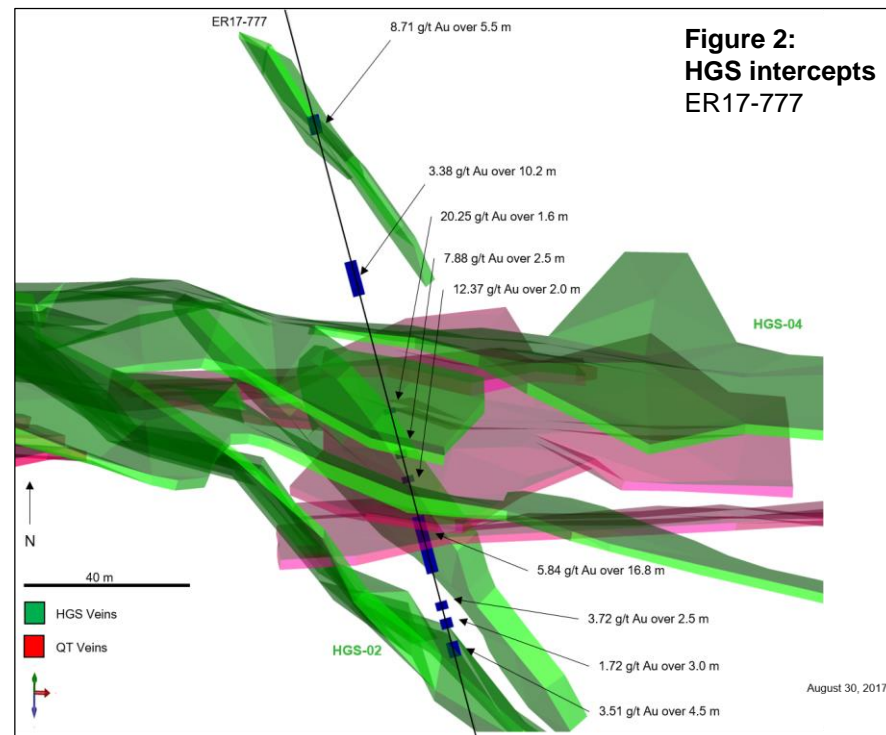 ER17-777
8.71 g/t Au over 5.5 m
Figure 2:
HGS intercepts
ER17-777
3.38 g/t Au over 10.2 m
20.25 g/t Au over 1.6 m
7.88 g/t Au over 2.5 m
12.37 g/t Au over 2.0 m
HGS-04
N
40 m
5.84 g/t Au over 16.8 m
HGS Veins
3.72 g/t Au over 2.5 m
QT Veins
HGS-02
1.72 g/t Au over 3.0 m
August 30, 2017
3.51 g/t Au over 4.5 m